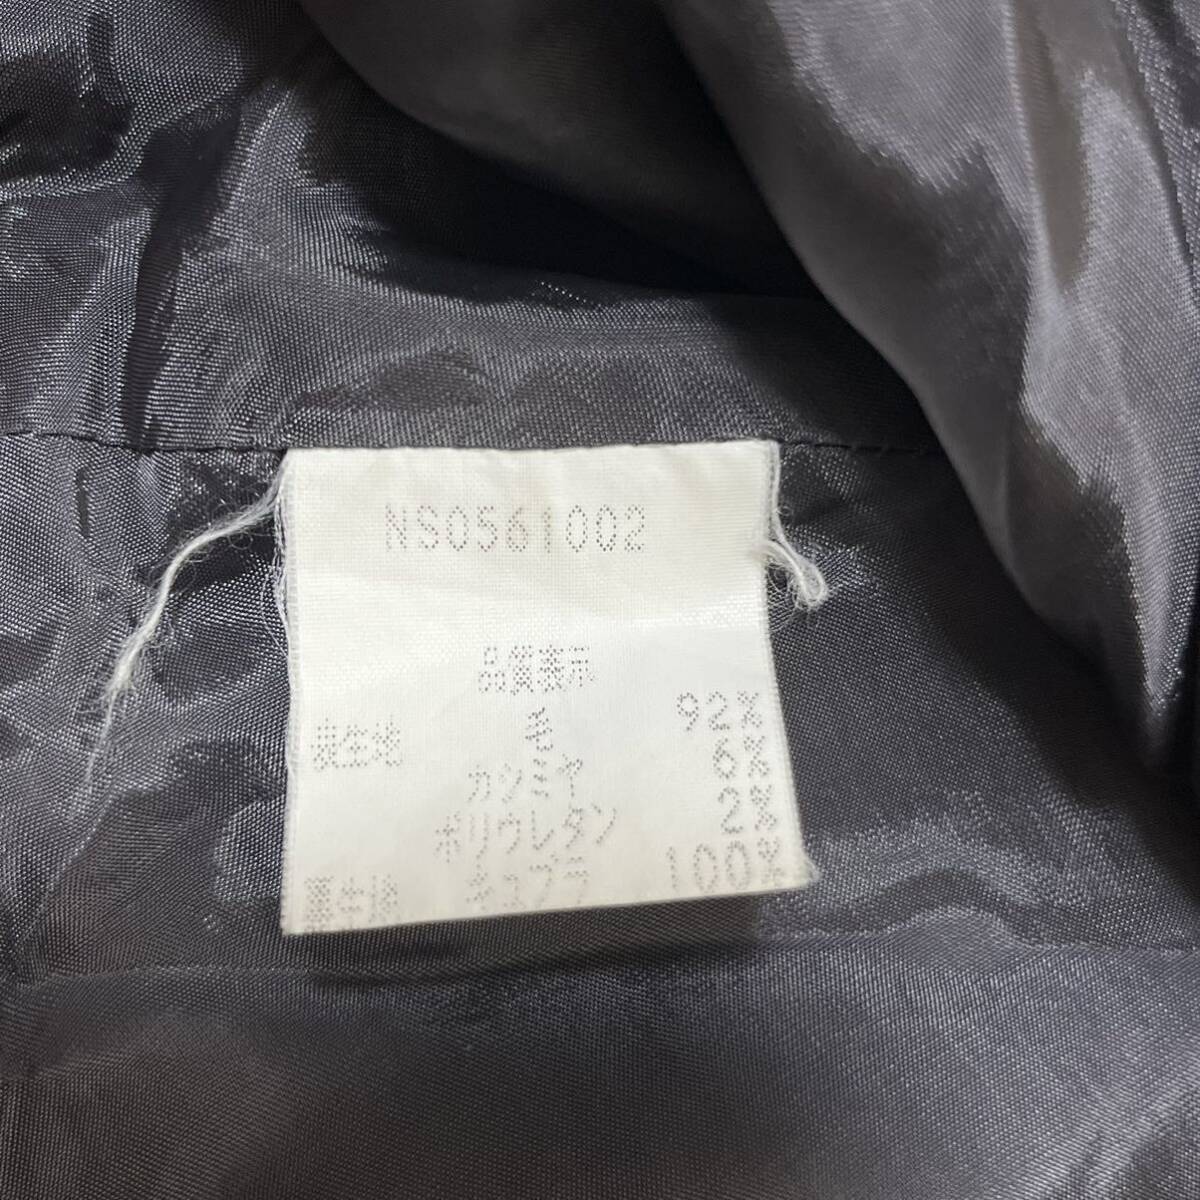 NS0561002
品質表示
表生地 毛 92%
カシミヤ 6%
ポリウレタン 2%
裏生地 キュプラ 100%